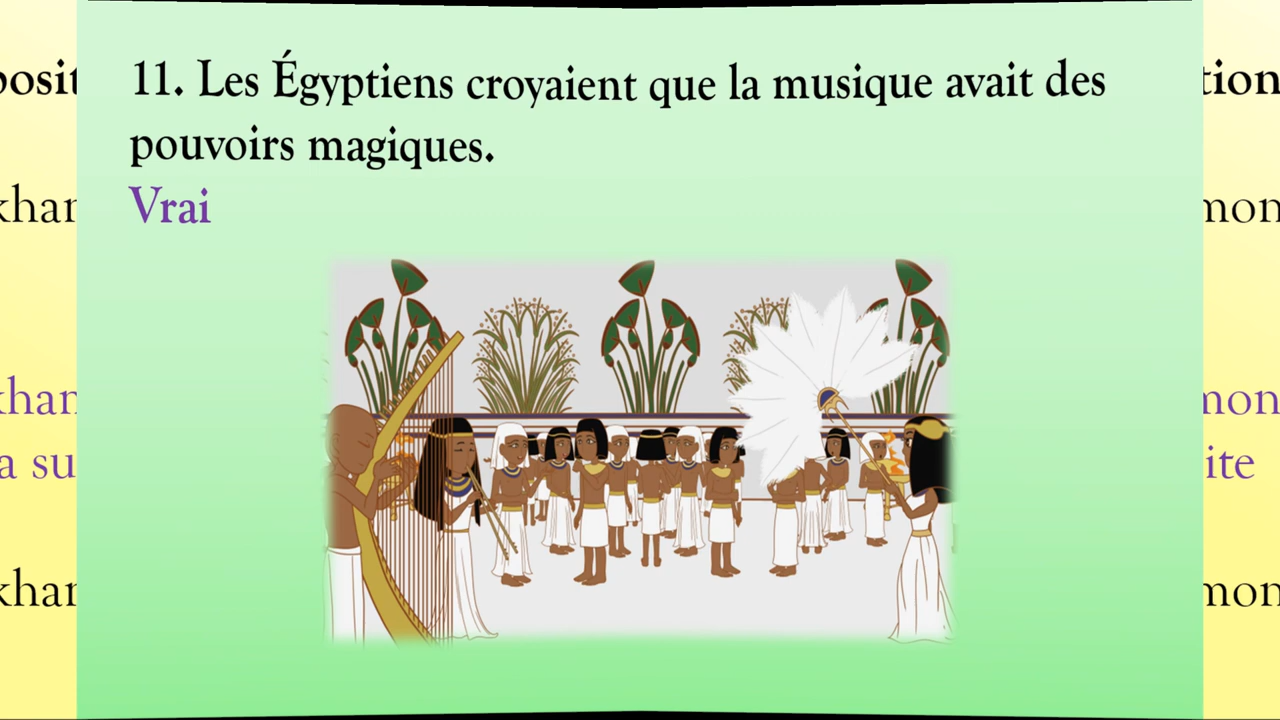 11. Les Égyptiens croyaient que la musique avait des
pouvoirs magiques.
Vrai